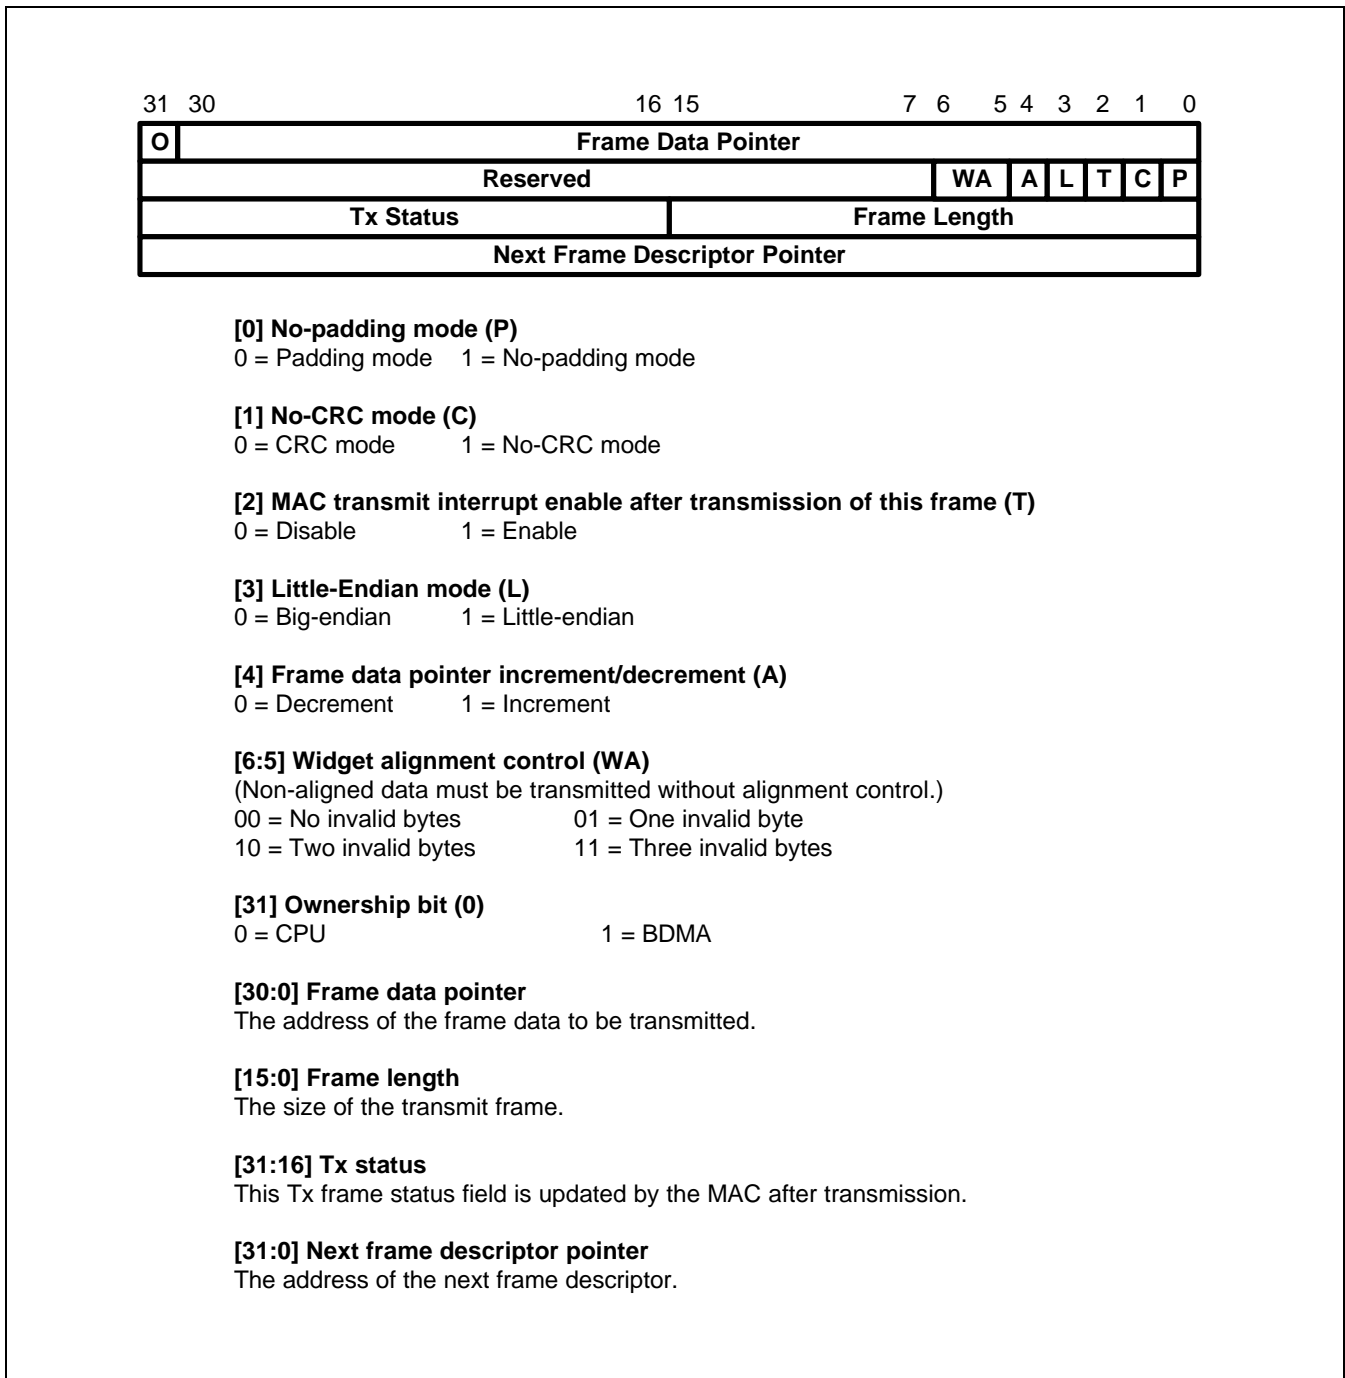 31 30 16 15 7 6 5 4 3 2 1 0
O Frame Data Pointer
Reserved WA A L T C P
Tx Status Frame Length
Next Frame Descriptor Pointer
[0] No-padding mode (P)
0 = Padding mode 1 = No-padding mode
[1] No-CRC mode (C)
0 = CRC mode 1 = No-CRC mode
[2] MAC transmit interrupt enable after transmission of this frame (T)
0 = Disable 1 = Enable
[3] Little-Endian mode (L)
0 = Big-endian 1 = Little-endian
[4] Frame data pointer increment/decrement (A)
0 = Decrement 1 = Increment
[6:5] Widget alignment control (WA)
(Non-aligned data must be transmitted without alignment control.)
00 = No invalid bytes 01 = One invalid byte
10 = Two invalid bytes 11 = Three invalid bytes
[31] Ownership bit (0)
0 = CPU 1 = BDMA
[30:0] Frame data pointer
The address of the frame data to be transmitted.
[15:0] Frame length
The size of the transmit frame.
[31:16] Tx status
This Tx frame status field is updated by the MAC after transmission.
[31:0] Next frame descriptor pointer
The address of the next frame descriptor.